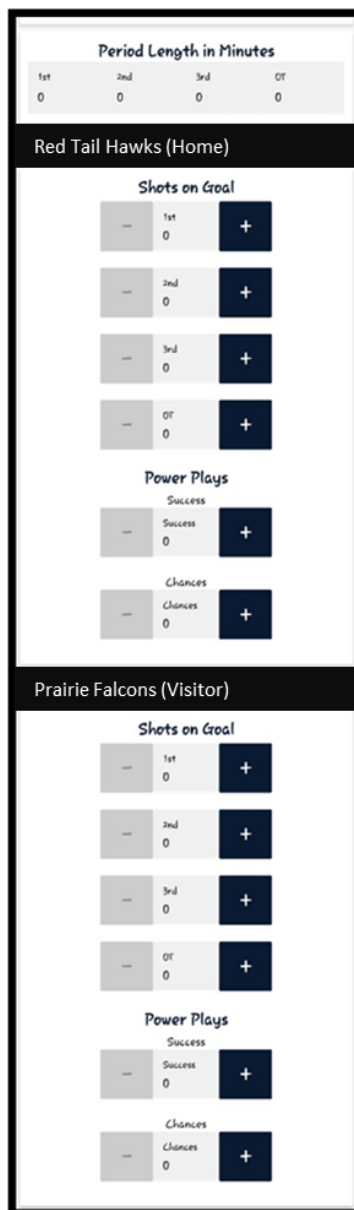 Period Length in Minutes
1st 2nd 3rd OT
0 0 0 0
Red Tail Hawks (Home)
Shots on Goal
1st
− 0 +
2nd
− 0 +
3rd
− 0 +
OT
− 0 +
Power Plays
Success
Success
− 0 +
Chances
Chances
− 0 +
Prairie Falcons (Visitor)
Shots on Goal
1st
− 0 +
2nd
− 0 +
3rd
− 0 +
OT
− 0 +
Power Plays
Success
Success
− 0 +
Chances
Chances
− 0 +